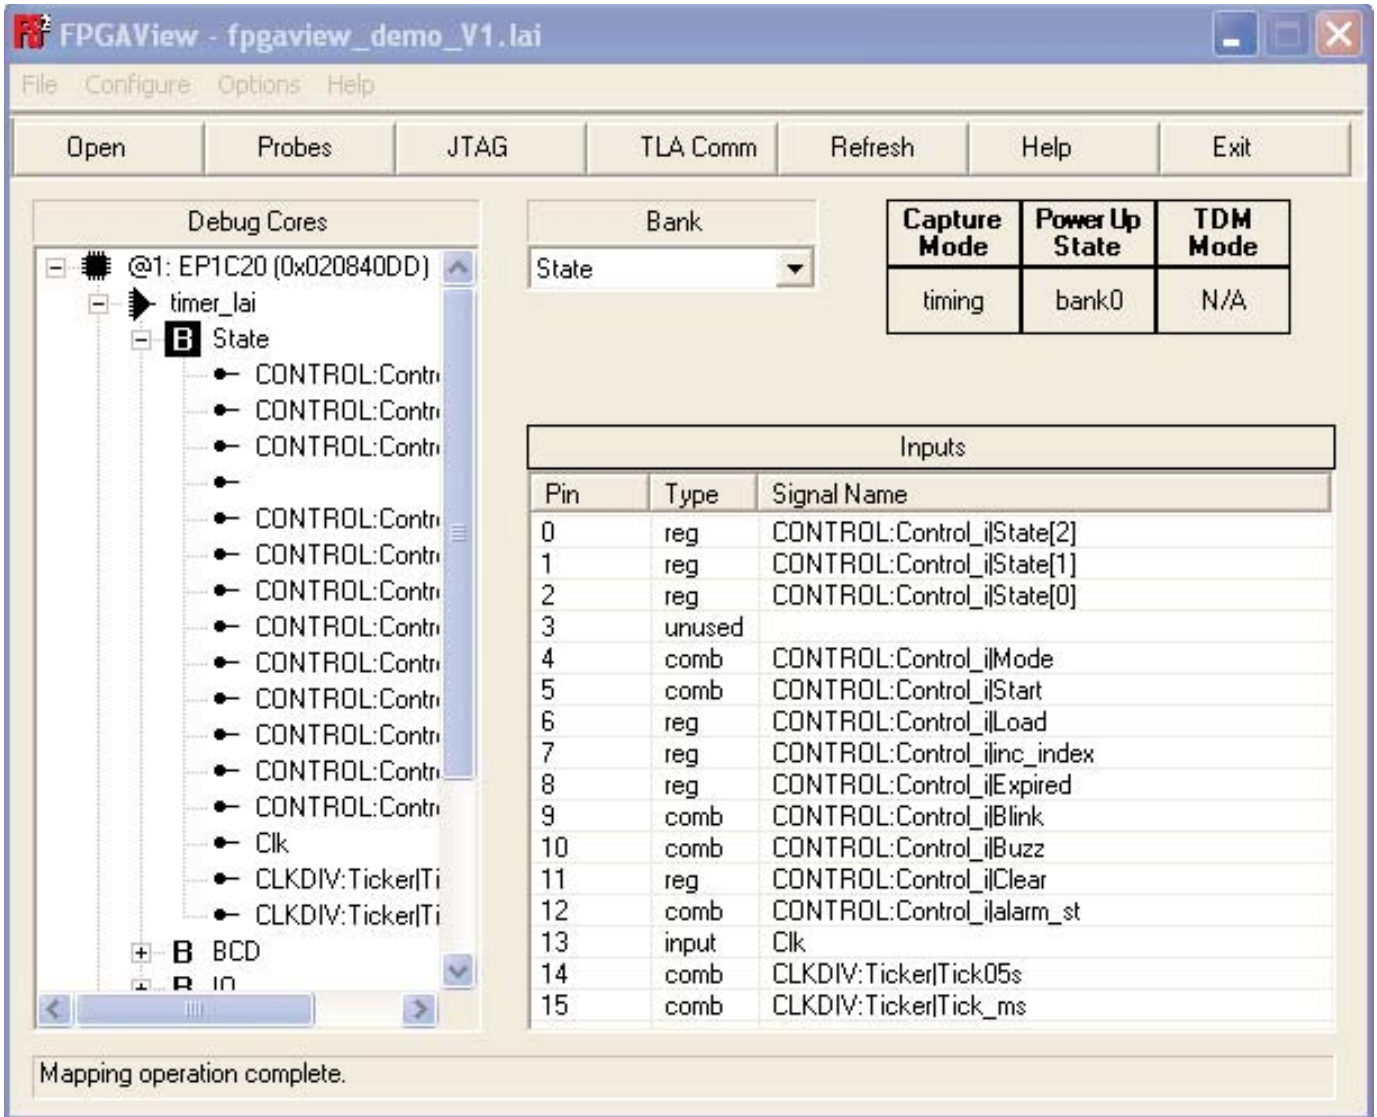 FS2 FPGAView - fpgaview_demo_V1.lai
File Configure Options Help
Open Probes JTAG TLA Comm Refresh Help Exit
Debug Cores
@1: EP1C20 (0x020840DD)
timer_lai
B State
CONTROL:Contr
CONTROL:Contr
CONTROL:Contr
CONTROL:Contr
CONTROL:Contr
CONTROL:Contr
CONTROL:Contr
CONTROL:Contr
CONTROL:Contr
CONTROL:Contr
CONTROL:Contr
CONTROL:Contr
Clk
CLKDIV:Ticker|Ti
CLKDIV:Ticker|Ti
B BCD
B IO
Bank
State
Capture Mode Power Up State TDM Mode
timing bank0 N/A
Inputs
Pin Type Signal Name
0 reg CONTROL:Control_i|State[2]
1 reg CONTROL:Control_i|State[1]
2 reg CONTROL:Control_i|State[0]
3 unused
4 comb CONTROL:Control_i|Mode
5 comb CONTROL:Control_i|Start
6 reg CONTROL:Control_i|Load
7 reg CONTROL:Control_i|inc_index
8 reg CONTROL:Control_i|Expired
9 comb CONTROL:Control_i|Blink
10 comb CONTROL:Control_i|Buzz
11 reg CONTROL:Control_i|Clear
12 comb CONTROL:Control_i|alarm_st
13 input Clk
14 comb CLKDIV:Ticker|Tick05s
15 comb CLKDIV:Ticker|Tick_ms
Mapping operation complete.